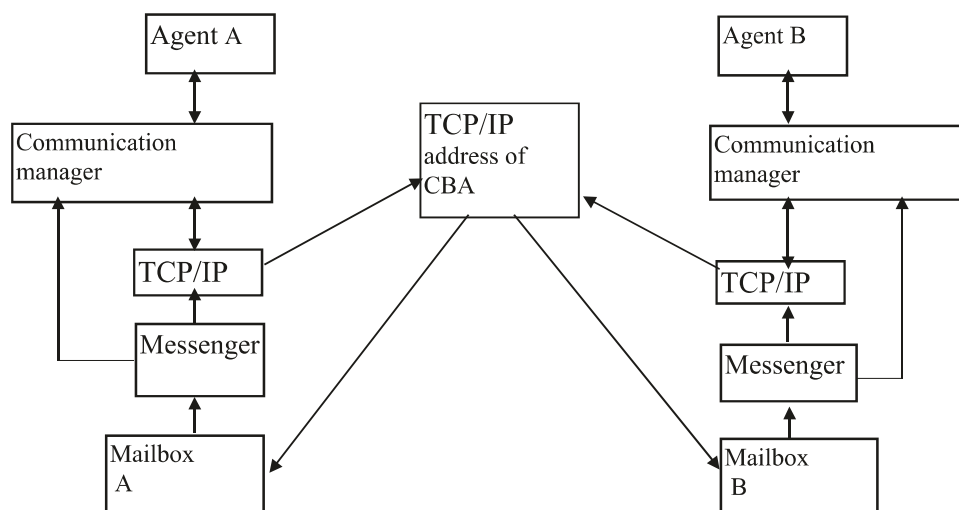 Agent A
Communication
manager
TCP/IP
Messenger
Mailbox
A
TCP/IP
address of
CBA
Agent B
Communication
manager
TCP/IP
Messenger
Mailbox
B